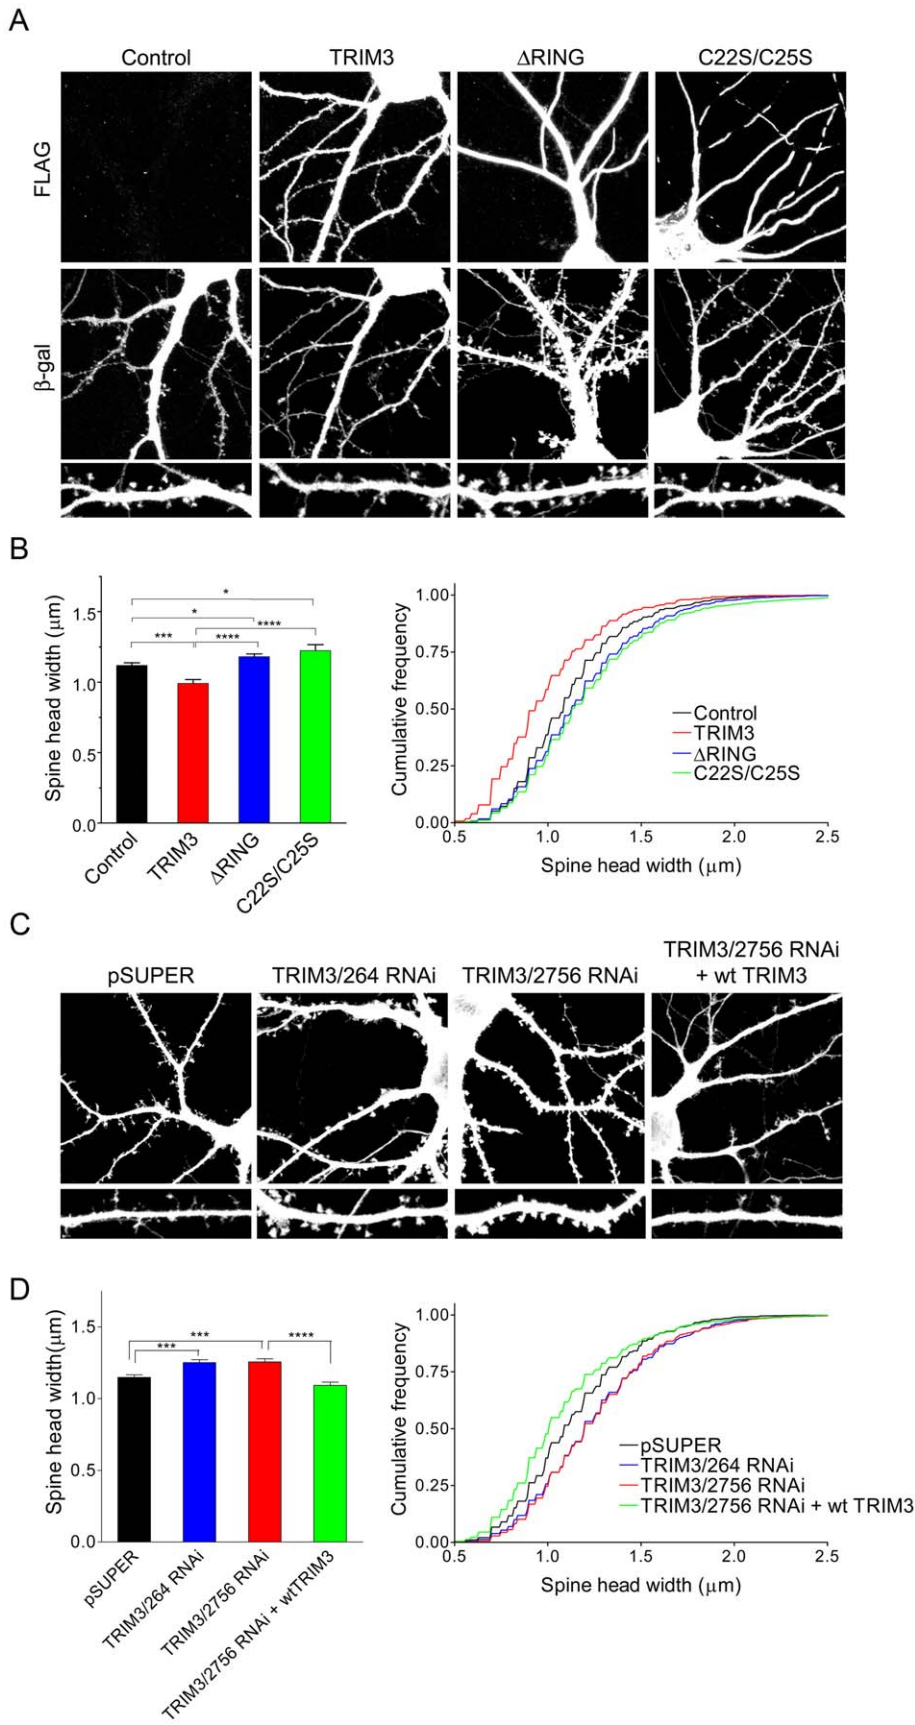 A
Control TRIM3 ΔRING C22S/C25S
FLAG
β-gal
B
Spine head width (μm)
1.5
1.0
0.5
0.0
* 
*
****
*** ****
Control TRIM3 ΔRING C22S/C25S
Cumulative frequency
1.00
0.75
0.50
0.25
0.00
Control
TRIM3
ΔRING
C22S/C25S
0.5 1.0 1.5 2.0 2.5
Spine head width (μm)
C
pSUPER TRIM3/264 RNAi TRIM3/2756 RNAi TRIM3/2756 RNAi
+ wt TRIM3
D
Spine head width(μm)
1.5
1.0
0.5
0.0
*** ****
***
pSUPER TRIM3/264 RNAi TRIM3/2756 RNAi TRIM3/2756 RNAi + wtTRIM3
Cumulative frequency
1.00
0.75
0.50
0.25
0.00
pSUPER
TRIM3/264 RNAi
TRIM3/2756 RNAi
TRIM3/2756 RNAi + wt TRIM3
0.5 1.0 1.5 2.0 2.5
Spine head width (μm)